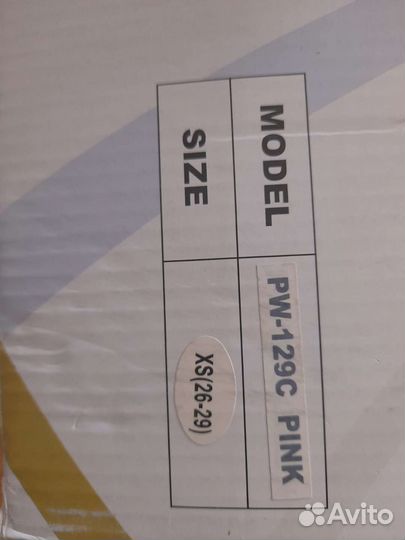 MODEL PW-129C PINK
SIZE XS(26-29)
Avito